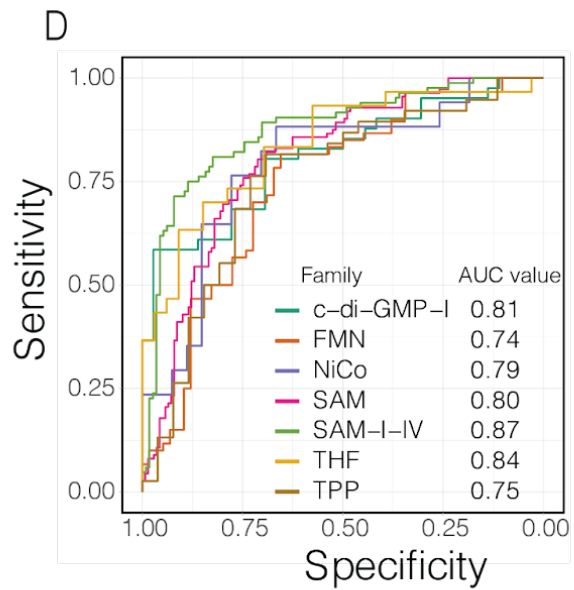 D
1.00
0.75
0.50
0.25
0.00
Sensitivity
Family AUC value
c-di-GMP-I 0.81
FMN 0.74
NiCo 0.79
SAM 0.80
SAM-I-IV 0.87
THF 0.84
TPP 0.75
1.00 0.75 0.50 0.25 0.00
Specificity